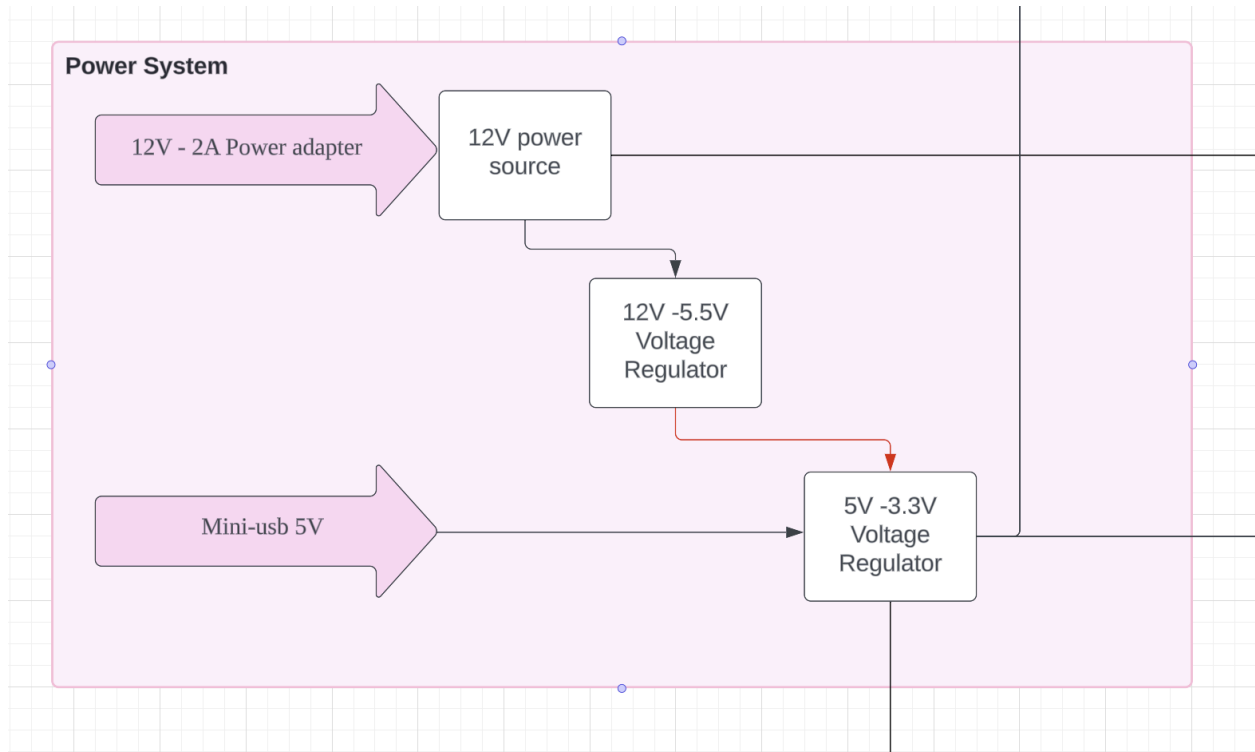 Power System
12V - 2A Power adapter
12V power
source
12V -5.5V
Voltage
Regulator
Mini-usb 5V
5V -3.3V
Voltage
Regulator